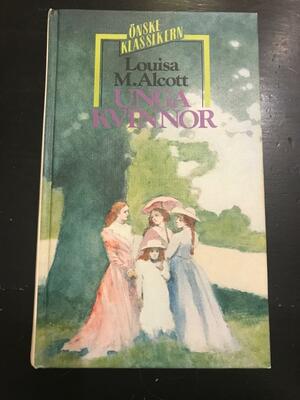 ÖNSKE
KLASSIKERN
Louisa
M. Alcott
UNGA
KVINNOR